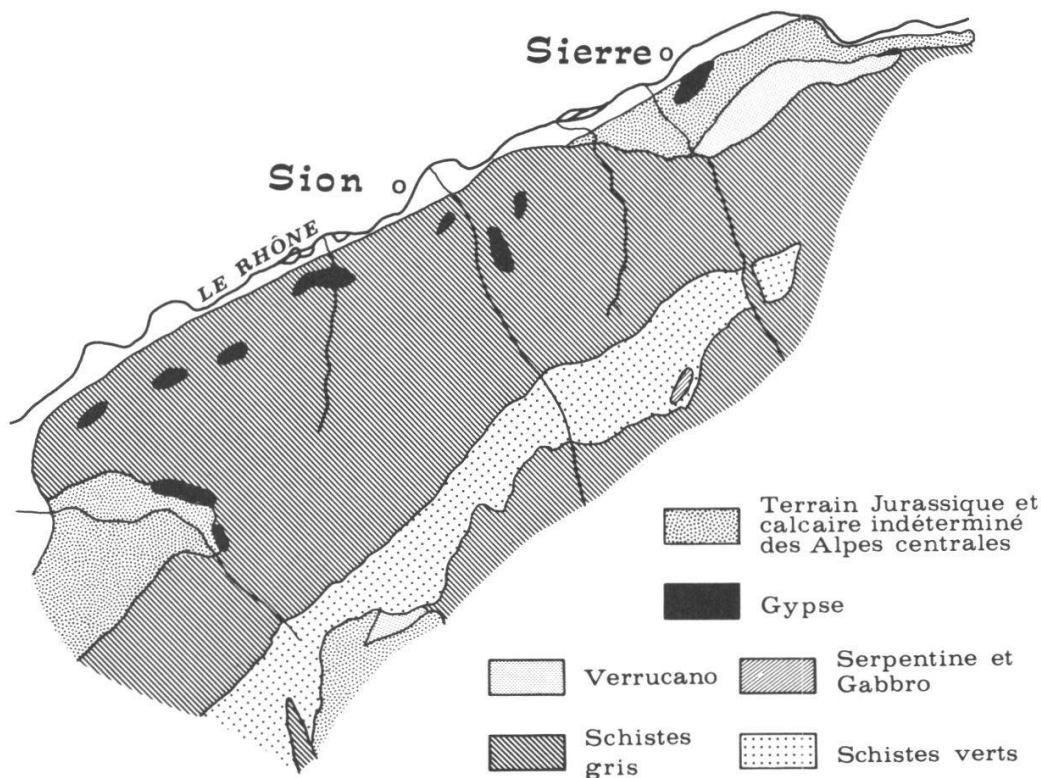 Sierre
Sion
LE RHÔNE
Terrain Jurassique et
calcaire indéterminé
des Alpes centrales
Gypse
Verrucano
Serpentine et
Gabbro
Schistes
gris
Schistes verts